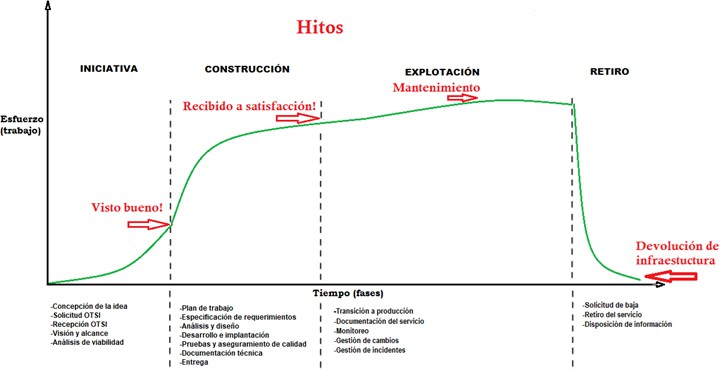 Hitos
INICIATIVA
CONSTRUCCIÓN
EXPLOTACIÓN
RETIRO
Mantenimiento
Recibido a satisfacción!
Esfuerzo
(trabajo)
Visto bueno!
Devolución de
infraestuctura
Tiempo (fases)
-Concepción de la idea
-Solicitud OTSI
-Recepción OTSI
-Visión y alcance
-Análisis de viabilidad
-Plan de trabajo
-Especificación de requerimientos
-Análisis y diseño
-Desarrollo e implantación
-Pruebas y aseguramiento de calidad
-Documentación técnica
-Entrega
-Transición a producción
-Documentación del servicio
-Monitoreo
-Gestión de cambios
-Gestión de incidentes
-Solicitud de baja
-Retiro del servicio
-Disposición de información